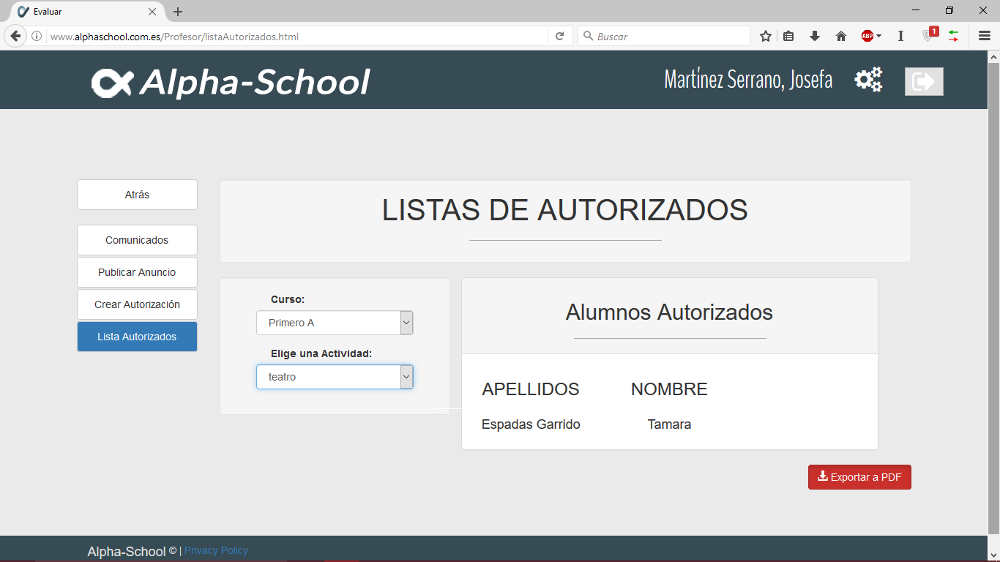 Evaluar
www.alphaschool.com.es/Profesor/listaAutorizados.html
Buscar
ABP
1
Alpha-School
Martínez Serrano, Josefa
Atrás
Comunicados
Publicar Anuncio
Crear Autorización
Lista Autorizados
LISTAS DE AUTORIZADOS
Curso:
Primero A
Elige una Actividad:
teatro
Alumnos Autorizados
APELLIDOS NOMBRE
Espadas Garrido Tamara
Exportar a PDF
Alpha-School © | Privacy Policy